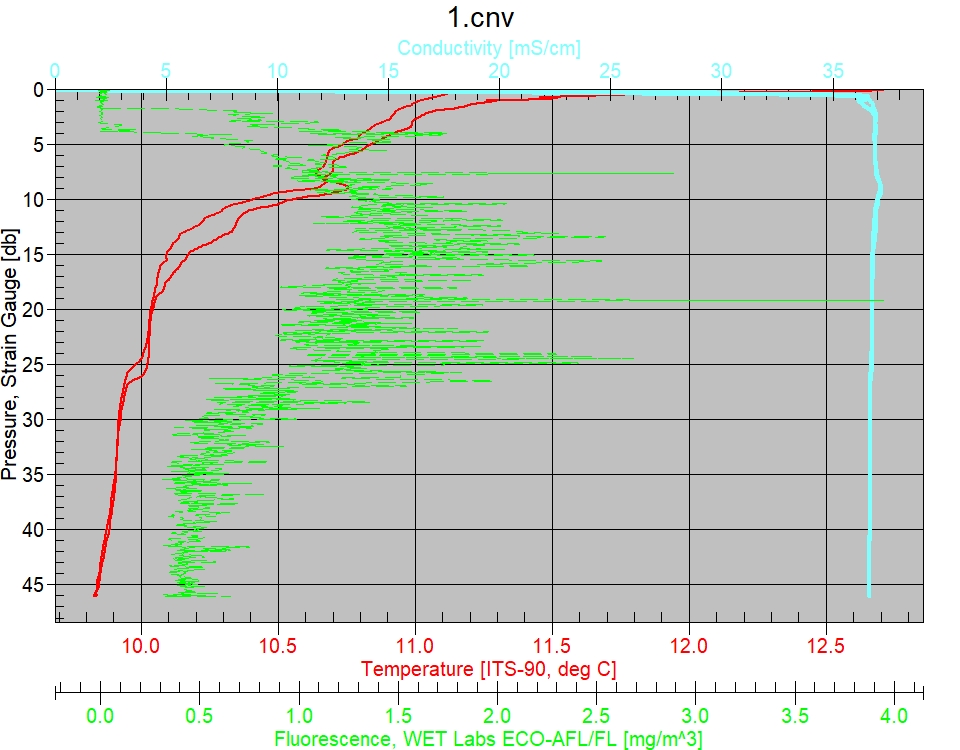 1.cnv
Conductivity [mS/cm]
0 5 10 15 20 25 30 35
0
5
10
15
20
25
30
35
40
45
Pressure, Strain Gauge [db]
10.0 10.5 11.0 11.5 12.0 12.5
Temperature [ITS-90, deg C]
0.0 0.5 1.0 1.5 2.0 2.5 3.0 3.5 4.0
Fluorescence, WET Labs ECO-AFL/FL [mg/m^3]